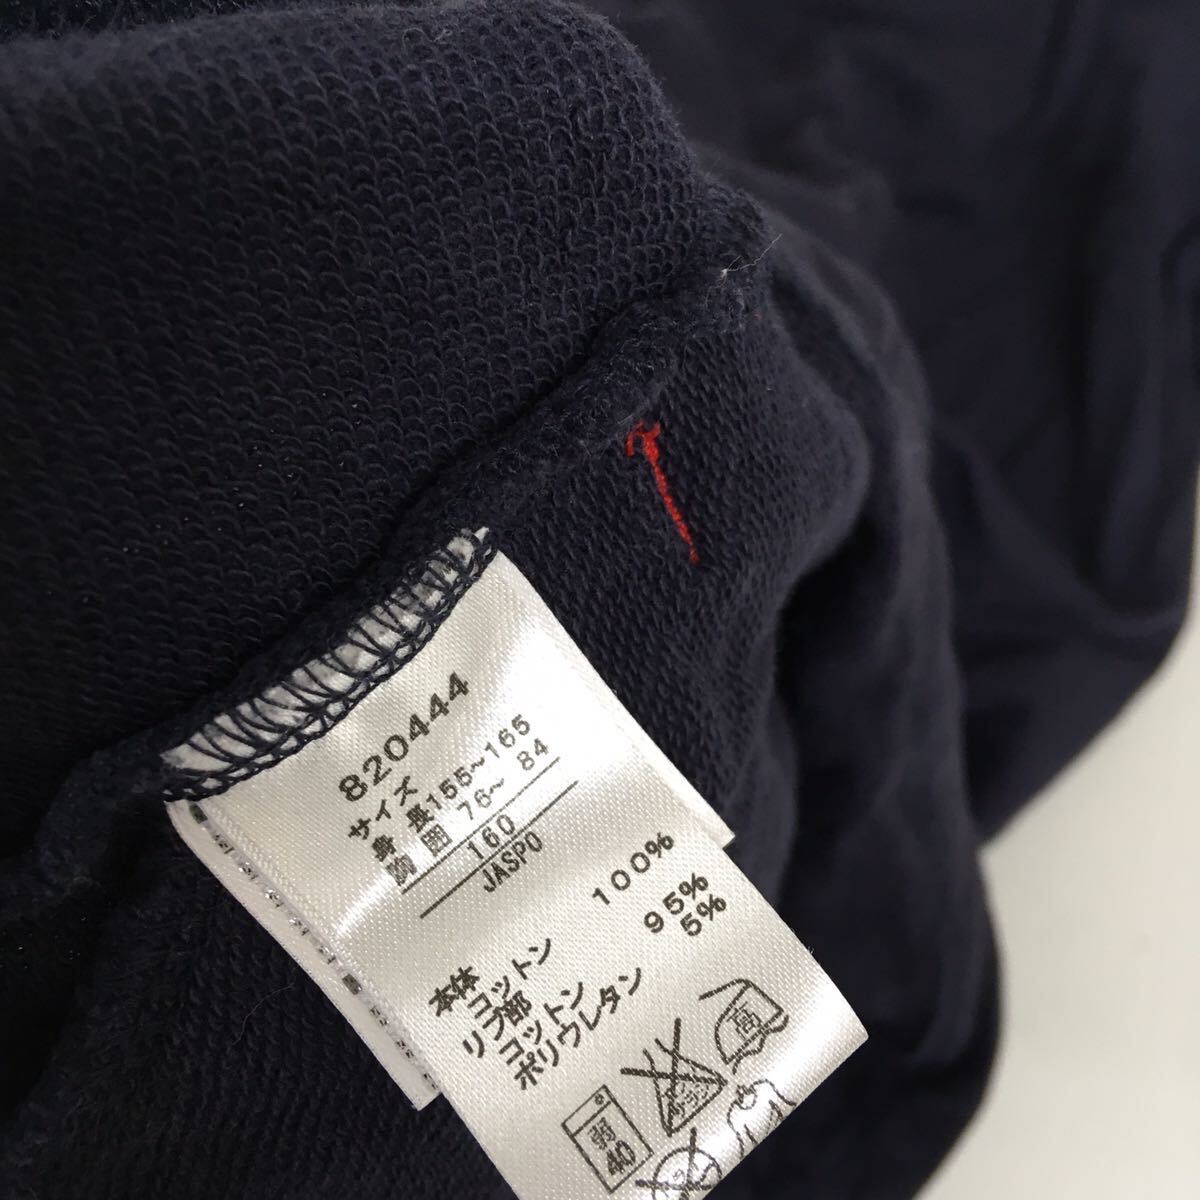 820444
サイズ
身 長155～165
胸 囲 76～ 84
160
JASPO
本体
コットン 100%
リブ部
コットン 95%
ポリウレタン 5%
高
弱
40